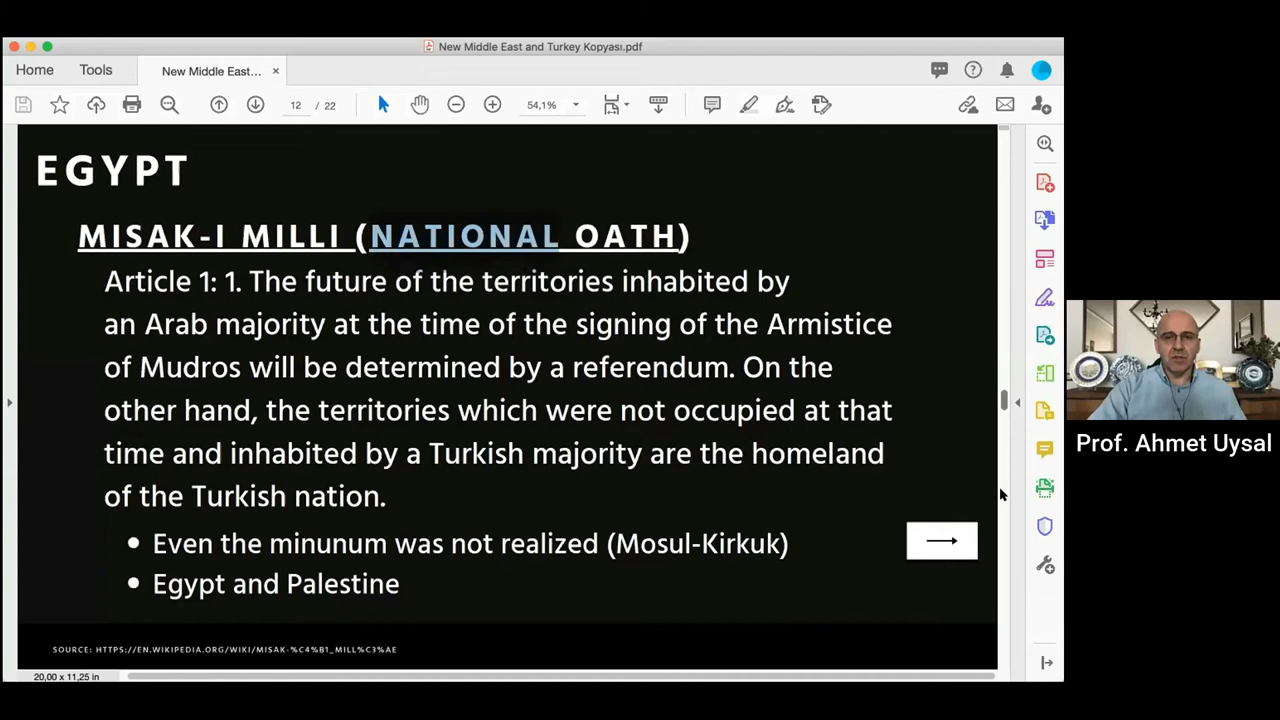 New Middle East and Turkey Kopyası.pdf
Home
Tools
New Middle East...
12 / 22
54,1%
EGYPT
MISAK-I MILLI (NATIONAL OATH)
Article 1: 1. The future of the territories inhabited by
an Arab majority at the time of the signing of the Armistice
of Mudros will be determined by a referendum. On the
other hand, the territories which were not occupied at that
time and inhabited by a Turkish majority are the homeland
of the Turkish nation.
• Even the minunum was not realized (Mosul-Kirkuk)
• Egypt and Palestine
SOURCE: HTTPS://EN.WIKIPEDIA.ORG/WIKI/MISAK-%C4%B1_MILL%C3%AE
20,00 x 11,25 in
Prof. Ahmet Uysal